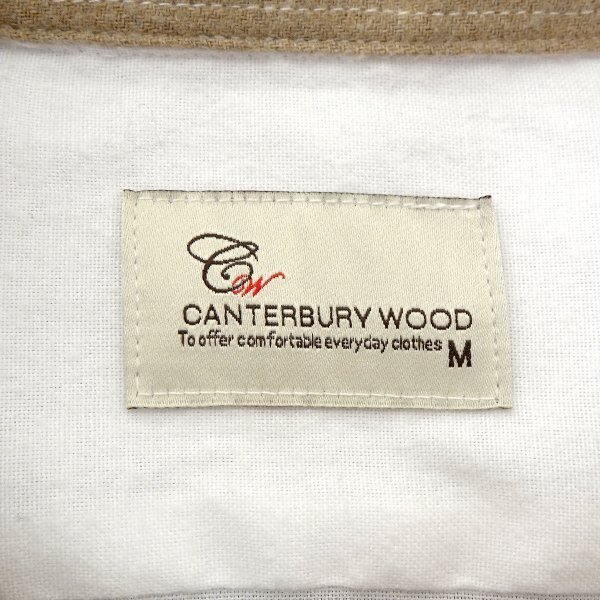 CW
CANTERBURY WOOD
To offer comfortable everyday clothes M